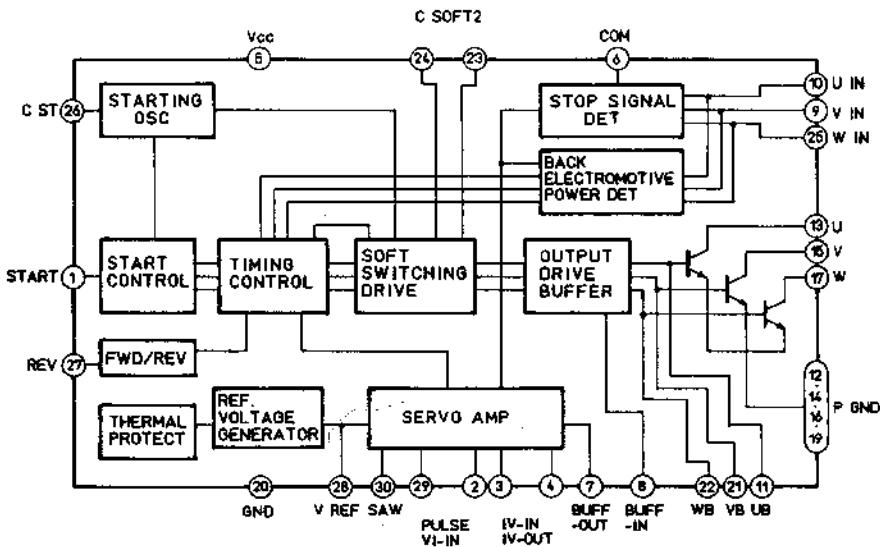 C SOFT2
Vcc
COM
5
24
23
6
10 U IN
STARTING
OSC
STOP SIGNAL
DET
9 V IN
C ST 26
25 W IN
BACK
ELECTROMOTIVE
POWER DET
13 U
START 1
START
CONTROL
TIMING
CONTROL
SOFT
SWITCHING
DRIVE
OUTPUT
DRIVE
BUFFER
15 V
17 W
REV 27
FWD/REV
12
14
16
19
P GND
THERMAL
PROTECT
REF.
VOLTAGE
GENERATOR
SERVO AMP
20
28
30
29
2
3
4
7
8
22
21
11
GND
V REF
SAW
PULSE
VI-IN
IV-IN
IV-OUT
BUFF
-OUT
BUFF
-IN
WB
VB
UB